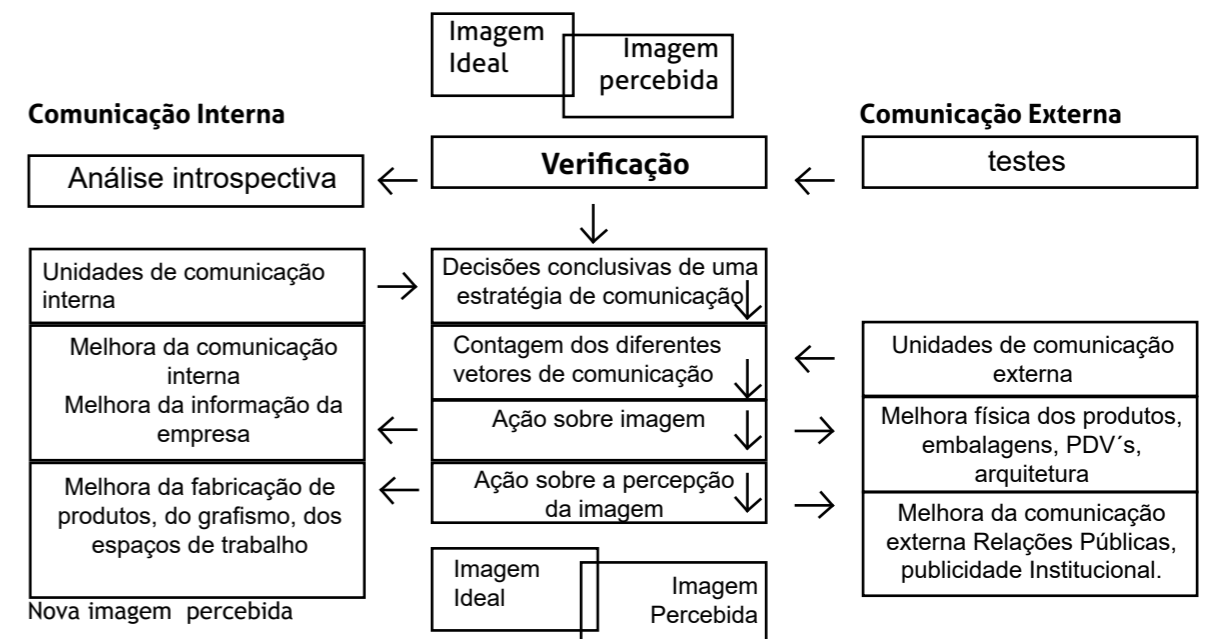 Imagem
Ideal
Imagem
percebida
Comunicação Interna
Comunicação Externa
Análise introspectiva
Verificação
testes
Unidades de comunicação
interna
Decisões conclusivas de uma
estratégia de comunicação
Melhora da comunicação
interna
Melhora da informação da
empresa
Contagem dos diferentes
vetores de comunicação
Unidades de comunicação
externa
Ação sobre imagem
Melhora física dos produtos,
embalagens, PDV´s,
arquitetura
Melhora da fabricação de
produtos, do grafismo, dos
espaços de trabalho
Ação sobre a percepção
da imagem
Melhora da comunicação
externa Relações Públicas,
publicidade Institucional.
Nova imagem percebida
Imagem
Ideal
Imagem
Percebida